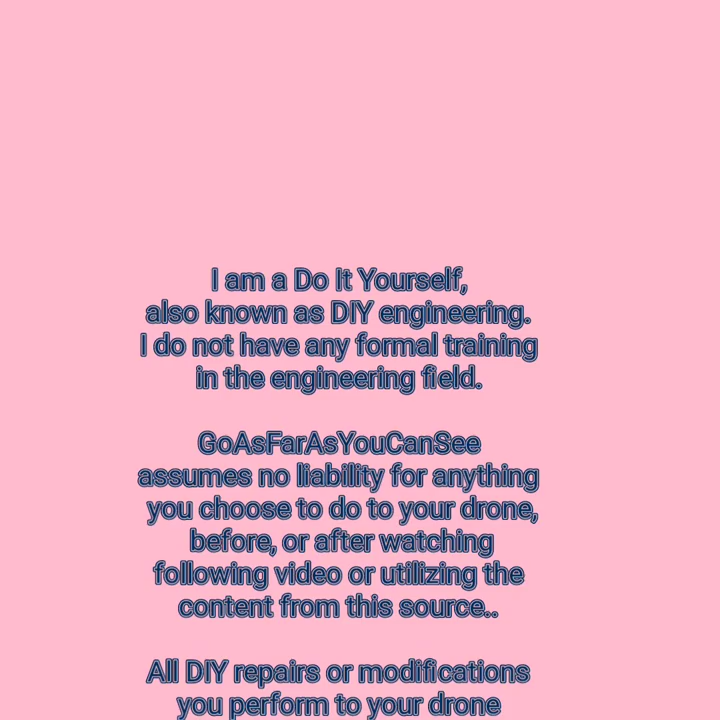 I am a Do It Yourself,
also known as DIY engineering.
I do not have any formal training
in the engineering field.
GoAsFarAsYouCanSee
assumes no liability for anything
you choose to do to your drone,
before, or after watching
following video or utilizing the
content from this source..
All DIY repairs or modifications
you perform to your drone